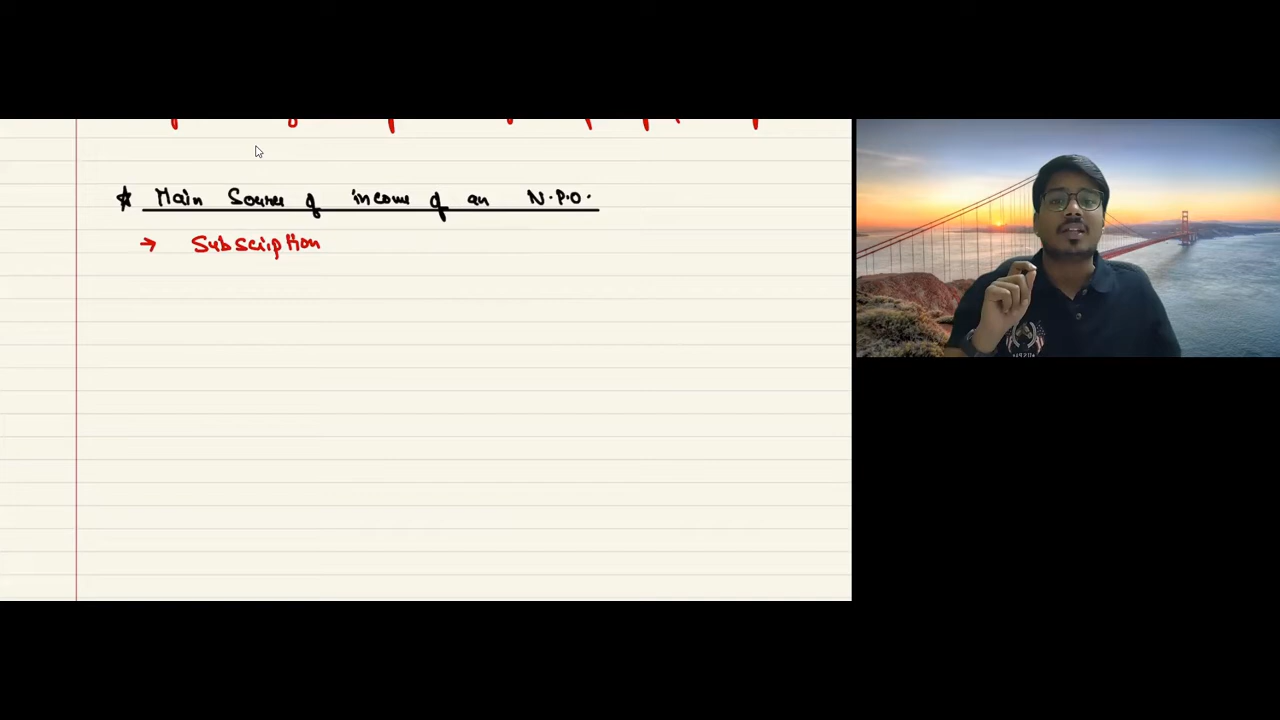 ☆ Main Source of income of an N.P.O.
→ Subscription